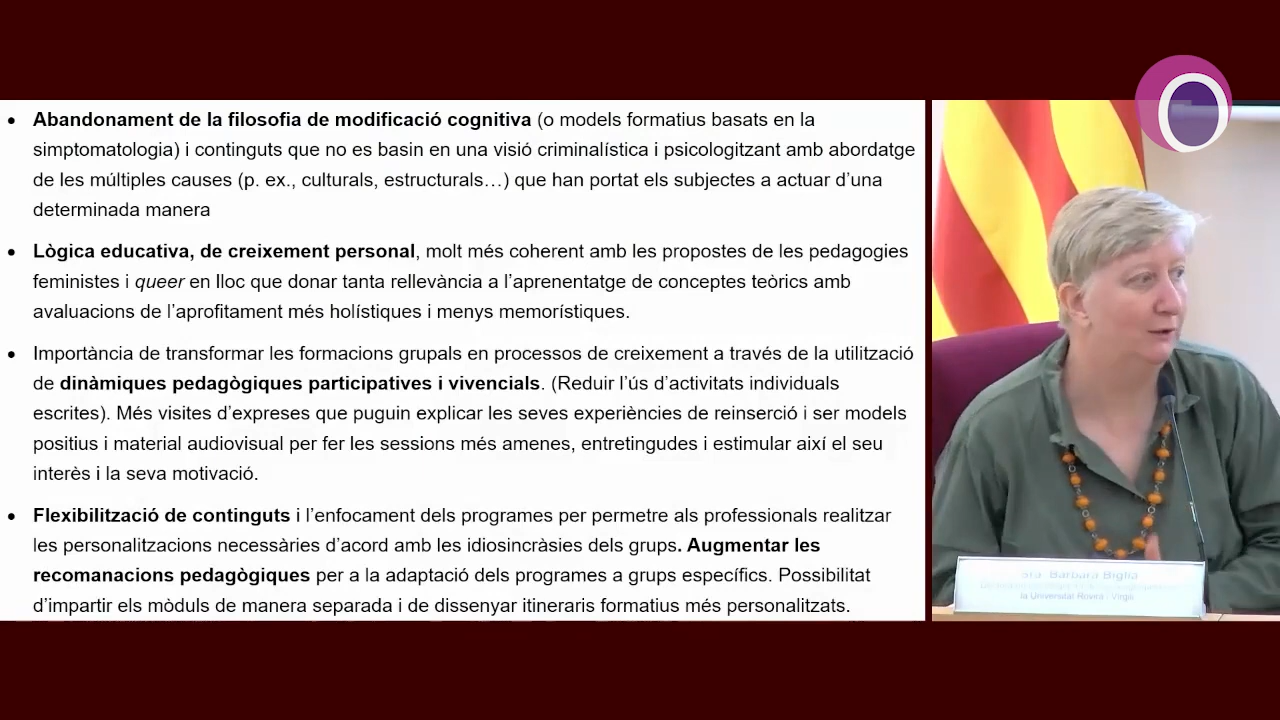 • Abandonament de la filosofia de modificació cognitiva (o models formatius basats en la
simptomatologia) i continguts que no es basin en una visió criminalística i psicologitzant amb abordatge
de les múltiples causes (p. ex., culturals, estructurals…) que han portat els subjectes a actuar d’una
determinada manera
• Lògica educativa, de creixement personal, molt més coherent amb les propostes de les pedagogies
feministes i queer en lloc que donar tanta rellevància a l’aprenentatge de conceptes teòrics amb
avaluacions de l’aprofitament més holístiques i menys memorístiques.
• Importància de transformar les formacions grupals en processos de creixement a través de la utilització
de dinàmiques pedagògiques participatives i vivencials. (Reduir l’ús d’activitats individuals
escrites). Més visites d’expreses que puguin explicar les seves experiències de reinserció i ser models
positius i material audiovisual per fer les sessions més amenes, entretingudes i estimular així el seu
interès i la seva motivació.
• Flexibilització de continguts i l’enfocament dels programes per permetre als professionals realitzar
les personalitzacions necessàries d’acord amb les idiosincràsies dels grups. Augmentar les
recomanacions pedagògiques per a la adaptació dels programes a grups específics. Possibilitat
d’impartir els mòduls de manera separada i de dissenyar itineraris formatius més personalitzats.
Sra. Barbara Biglia
la Universitat Rovira i Virgili